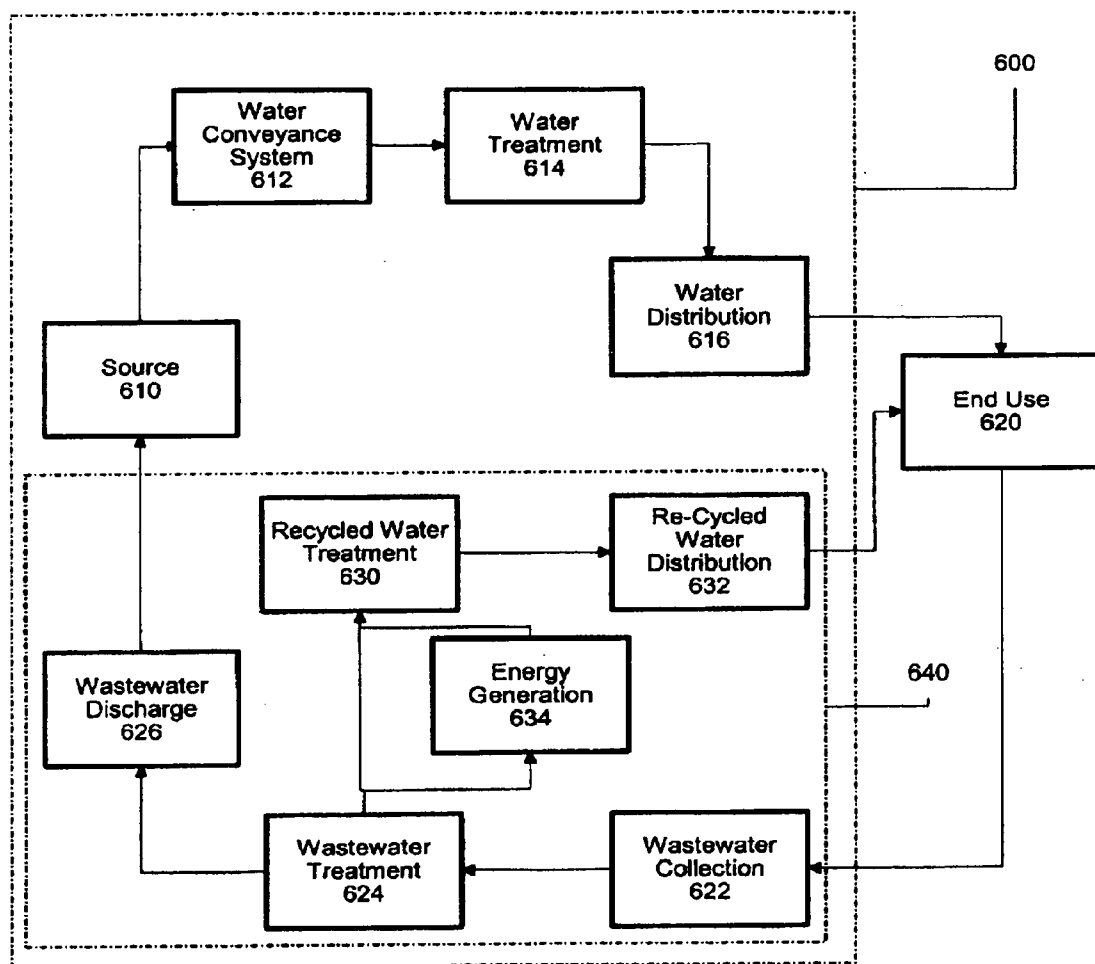 600
Water
Conveyance
System
612
Water
Treatment
614
Water
Distribution
616
Source
610
End Use
620
Recycled Water
Treatment
630
Re-Cycled
Water
Distribution
632
Energy
Generation
634
640
Wastewater
Discharge
626
Wastewater
Treatment
624
Wastewater
Collection
622